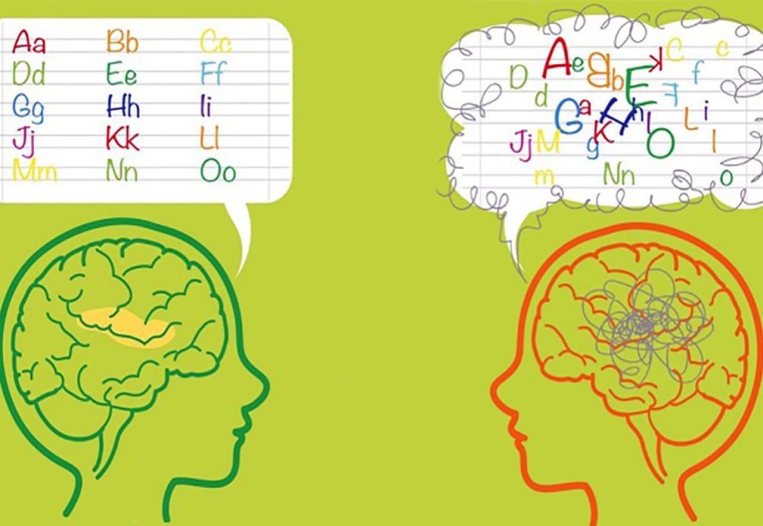 Aa Bb Cc
Dd Ee Ff
Gg Hh Ii
Jj Kk Ll
Mm Nn Oo
A e B b E K C c
D d F f
G a H h I L i
Jj M g K O l
m Nn o